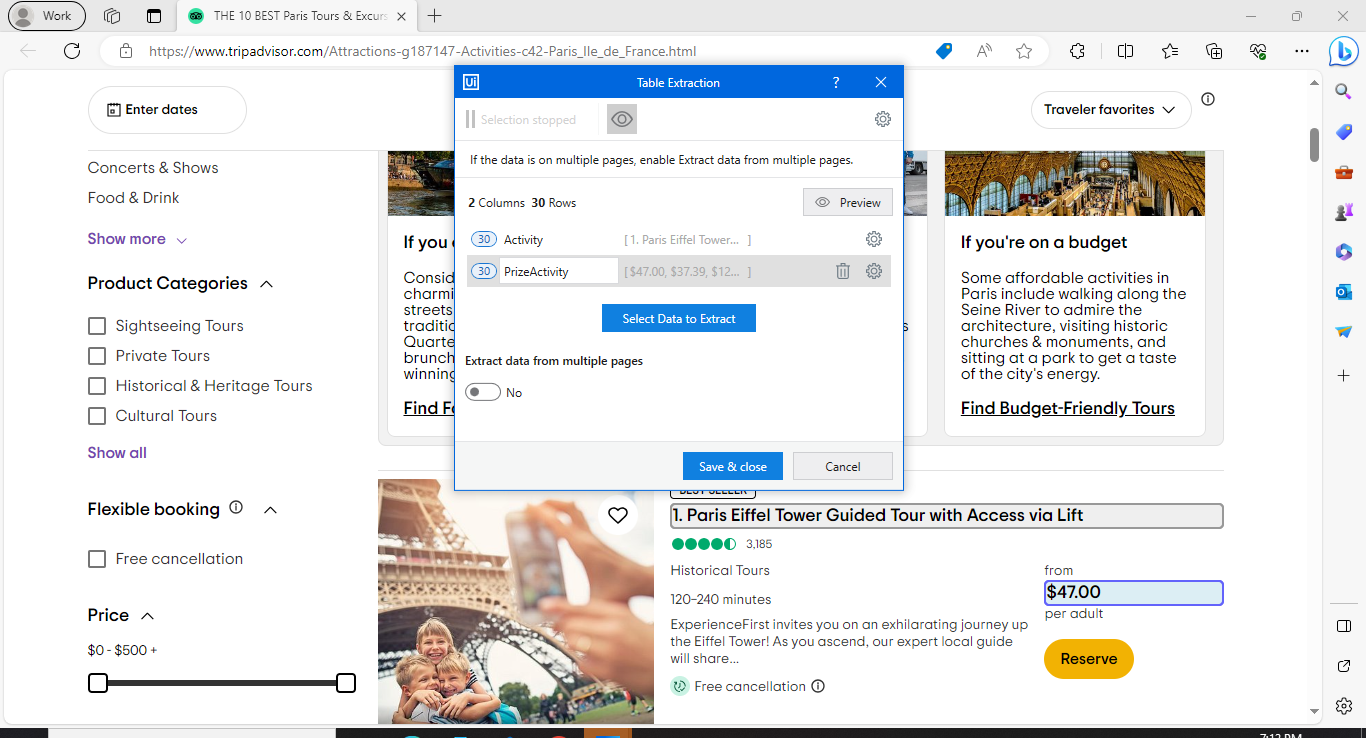 Work
THE 10 BEST Paris Tours & Excurs
https://www.tripadvisor.com/Attractions-g187147-Activities-c42-Paris_Ile_de_France.html
Enter dates
Traveler favorites
Concerts & Shows
Food & Drink
Show more
Product Categories
Sightseeing Tours
Private Tours
Historical & Heritage Tours
Cultural Tours
Show all
Flexible booking
Free cancellation
Price
$0 - $500 +
Ui
Table Extraction
?
Selection stopped
If the data is on multiple pages, enable Extract data from multiple pages.
2 Columns 30 Rows
Preview
30 Activity [ 1. Paris Eiffel Tower... ]
30 PrizeActivity [ $47.00, $37.39, $12... ]
Select Data to Extract
Extract data from multiple pages
No
Save & close
Cancel
If you
Consid
charmi
streets
traditic
Quarte
brunch
winning
Find Fa
s
If you're on a budget
Some affordable activities in
Paris include walking along the
Seine River to admire the
architecture, visiting historic
churches & monuments, and
sitting at a park to get a taste
of the city's energy.
Find Budget-Friendly Tours
BEST SELLER
1. Paris Eiffel Tower Guided Tour with Access via Lift
3,185
Historical Tours
120–240 minutes
ExperienceFirst invites you on an exhilarating journey up
the Eiffel Tower! As you ascend, our expert local guide
will share...
Free cancellation
from
$47.00
per adult
Reserve
7:12 PM